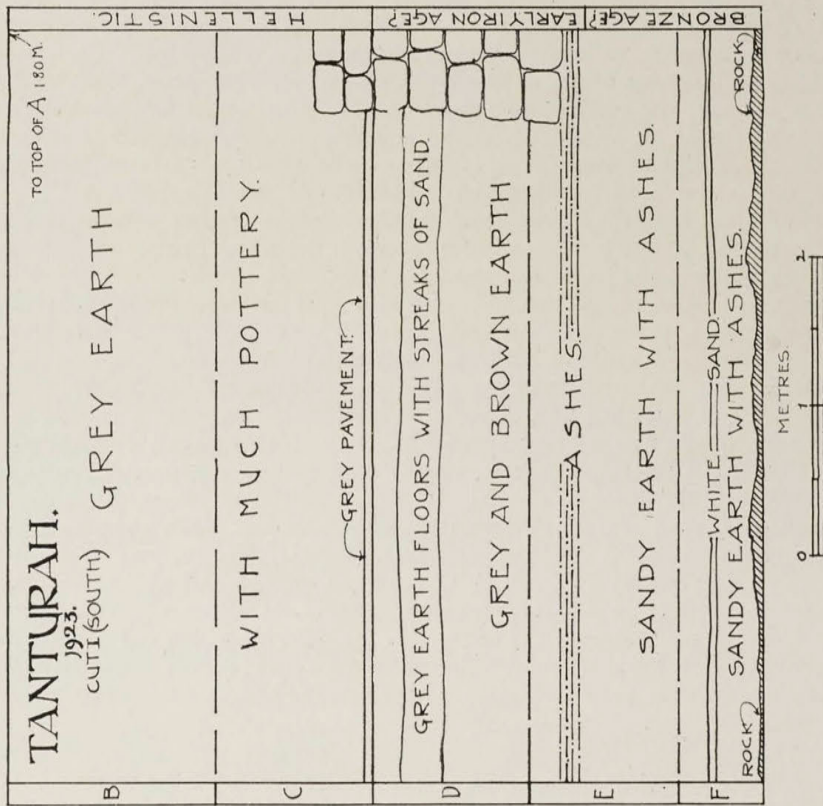 TANTURAH.
1923.
CUT I (SOUTH)
TO TOP OF A 1.80 M.
B
GREY EARTH
C
WITH MUCH POTTERY.
HELLENISTIC.
GREY PAVEMENT.
D
GREY EARTH FLOORS WITH STREAKS OF SAND.
GREY AND BROWN EARTH
EARLY IRON AGE?
ASHES.
E
SANDY EARTH WITH ASHES.
BRONZE AGE?
F
WHITE SAND.
SANDY EARTH WITH ASHES.
ROCK
ROCK
0 1 2
METRES.